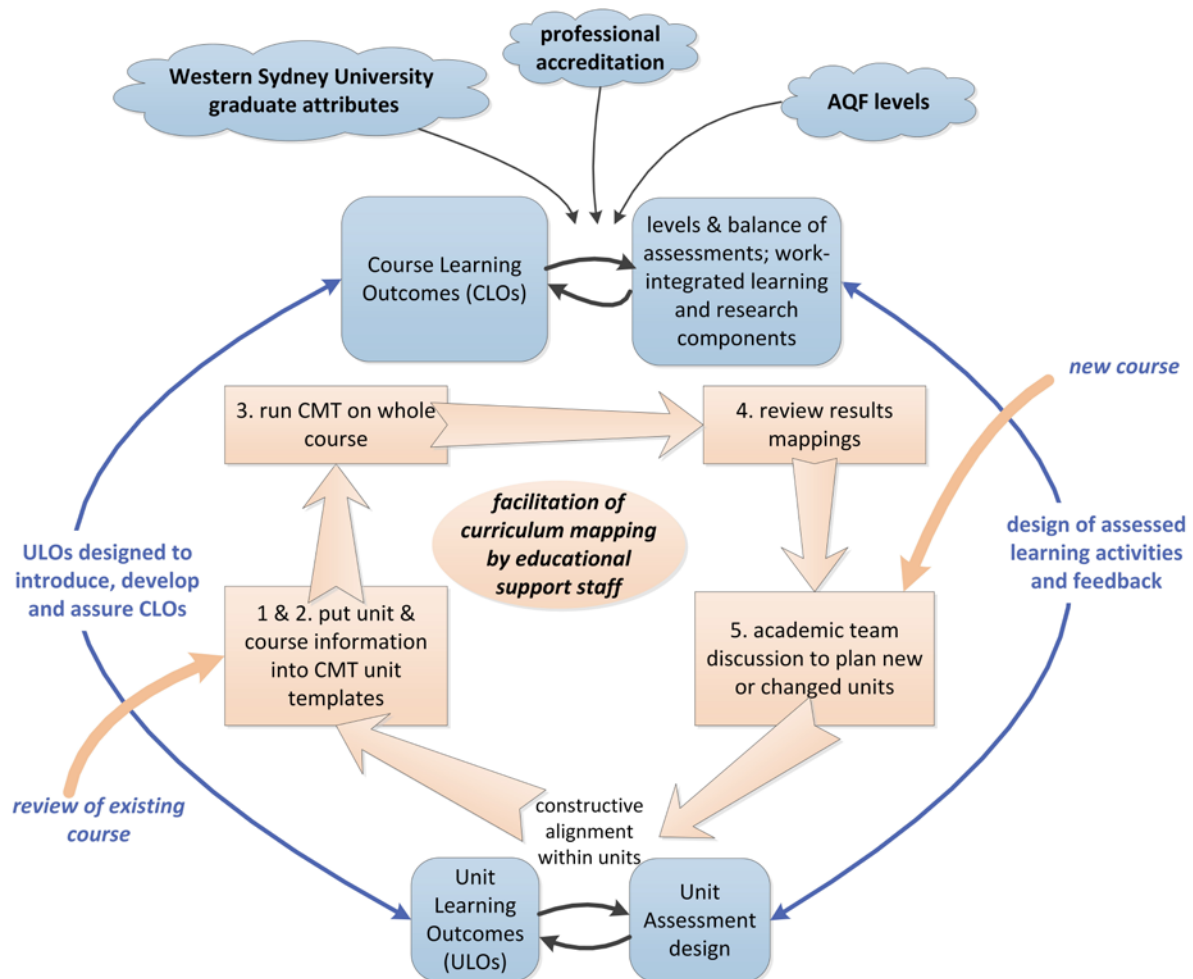 professional
accreditation
Western Sydney University
graduate attributes
AQF levels
Course Learning
Outcomes (CLOs)
levels & balance of
assessments; work-
integrated learning
and research
components
new course
3. run CMT on whole
course
4. review results
mappings
facilitation of
curriculum mapping
by educational
support staff
ULOs designed to
introduce, develop
and assure CLOs
design of assessed
learning activities
and feedback
1 & 2. put unit &
course information
into CMT unit
templates
5. academic team
discussion to plan new
or changed units
review of existing
course
constructive
alignment
within units
Unit
Learning
Outcomes
(ULOs)
Unit
Assessment
design